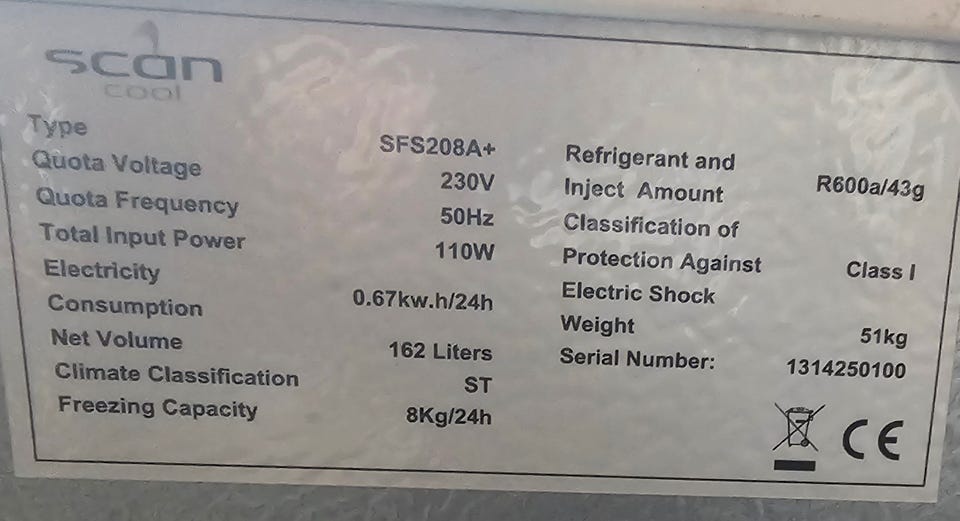 scan
cool
Type SFS208A+
Quota Voltage 230V
Quota Frequency 50Hz
Total Input Power 110W
Electricity
Consumption 0.67kw.h/24h
Net Volume 162 Liters
Climate Classification ST
Freezing Capacity 8Kg/24h
Refrigerant and
Inject Amount R600a/43g
Classification of
Protection Against Class I
Electric Shock
Weight 51kg
Serial Number: 1314250100
CE